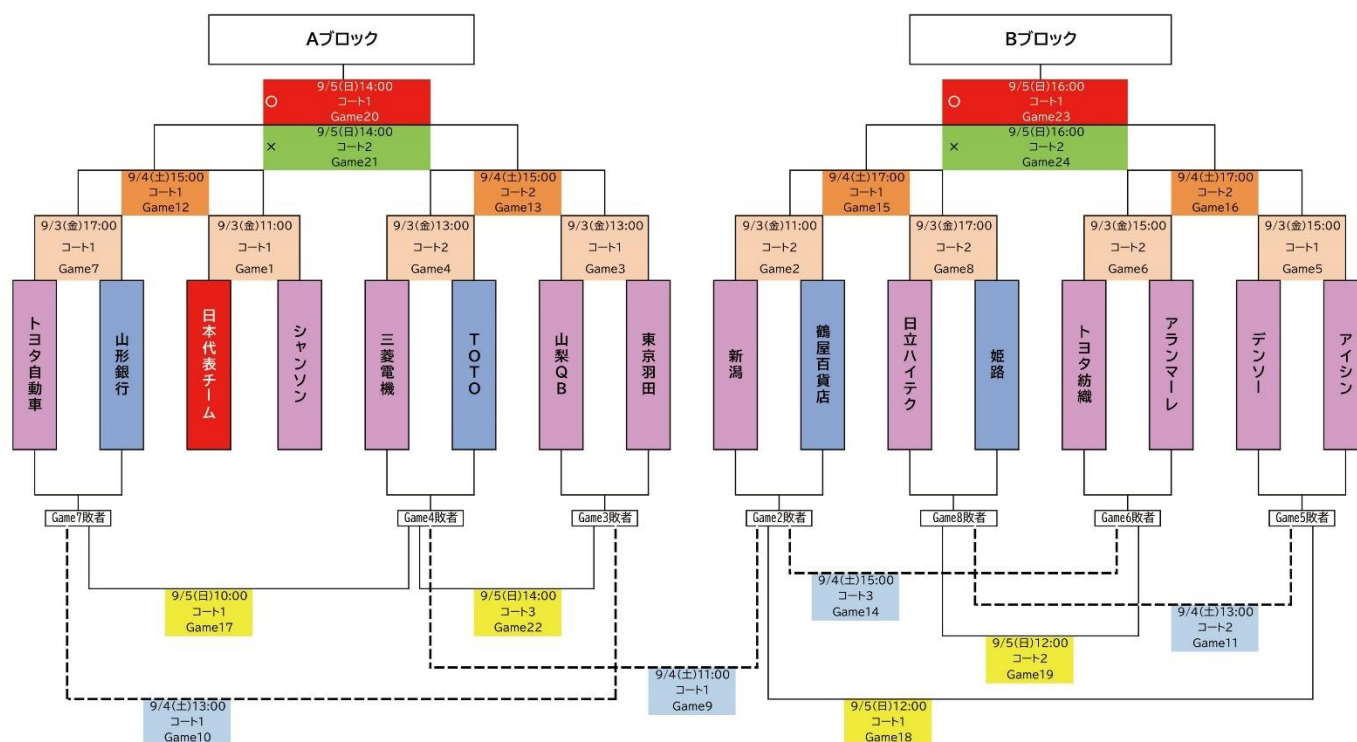 Aブロック
Bブロック
9/5(日)14:00
○ コート1
Game20
9/5(日)16:00
○ コート1
Game23
9/5(日)14:00
× コート2
Game21
9/5(日)16:00
× コート2
Game24
9/4(土)15:00
コート1
Game12
9/4(土)15:00
コート2
Game13
9/4(土)17:00
コート1
Game15
9/4(土)17:00
コート2
Game16
9/3(金)17:00
コート1
Game7
9/3(金)11:00
コート1
Game1
9/3(金)13:00
コート2
Game4
9/3(金)13:00
コート1
Game3
9/3(金)11:00
コート2
Game2
9/3(金)17:00
コート2
Game8
9/3(金)15:00
コート2
Game6
9/3(金)15:00
コート1
Game5
トヨタ自動車
山形銀行
日本代表チーム
シャンソン
三菱電機
TOTO
山梨QB
東京羽田
新潟
鶴屋百貨店
日立ハイテク
姫路
トヨタ紡織
アランマーレ
デンソー
アイシン
Game7敗者
Game4敗者
Game3敗者
Game2敗者
Game8敗者
Game6敗者
Game5敗者
9/5(日)10:00
コート1
Game17
9/5(日)14:00
コート3
Game22
9/4(土)15:00
コート3
Game14
9/4(土)13:00
コート2
Game11
9/5(日)12:00
コート2
Game19
9/4(土)11:00
コート1
Game9
9/4(土)13:00
コート1
Game10
9/5(日)12:00
コート1
Game18